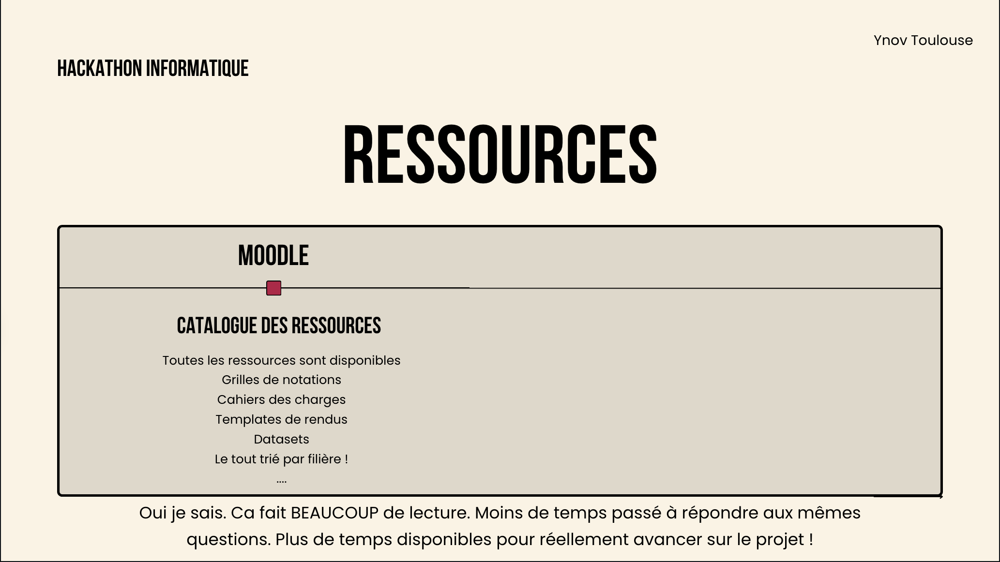 Ynov Toulouse
HACKATHON INFORMATIQUE
RESSOURCES
MOODLE
CATALOGUE DES RESSOURCES
Toutes les ressources sont disponibles
Grilles de notations
Cahiers des charges
Templates de rendus
Datasets
Le tout trié par filière !
....
Oui je sais. Ca fait BEAUCOUP de lecture. Moins de temps passé à répondre aux mêmes
questions. Plus de temps disponibles pour réellement avancer sur le projet !